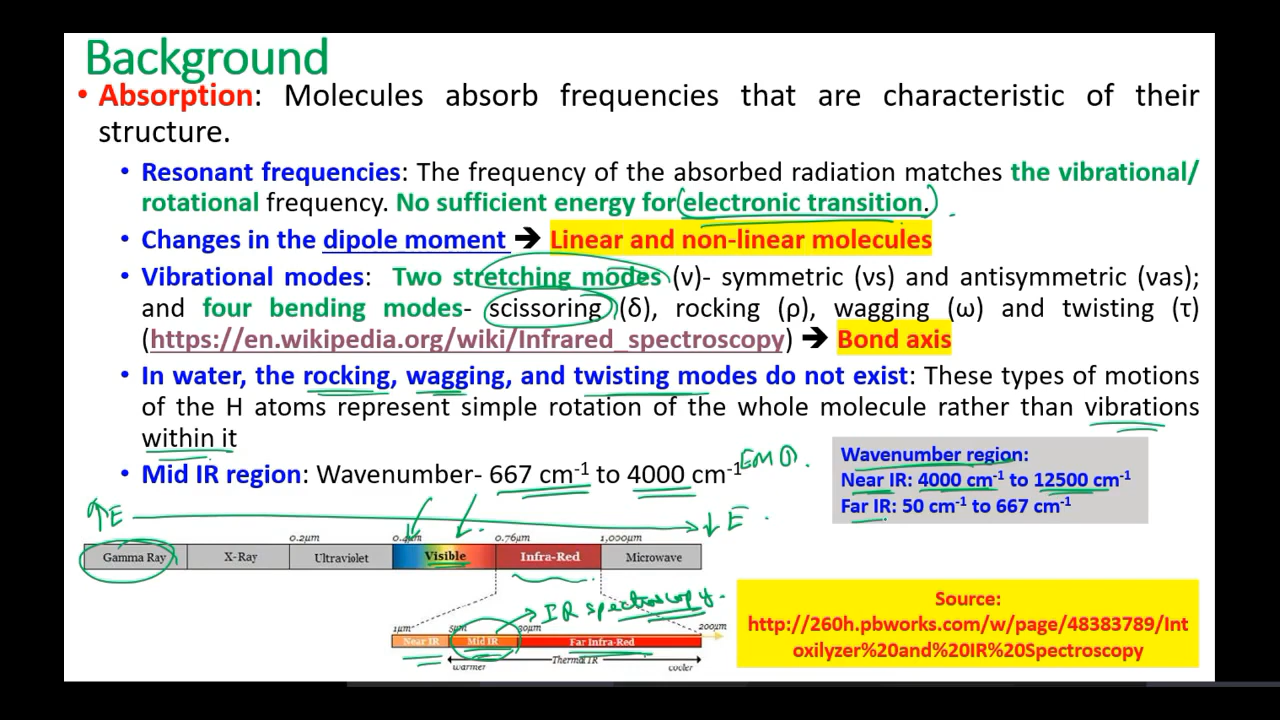 Background
• Absorption: Molecules absorb frequencies that are characteristic of their
structure.
• Resonant frequencies: The frequency of the absorbed radiation matches the vibrational/
rotational frequency. No sufficient energy for electronic transition.
• Changes in the dipole moment ➔ Linear and non-linear molecules
• Vibrational modes: Two stretching modes (ν)- symmetric (νs) and antisymmetric (νas);
and four bending modes- scissoring (δ), rocking (ρ), wagging (ω) and twisting (τ)
(https://en.wikipedia.org/wiki/Infrared_spectroscopy) ➔ Bond axis
• In water, the rocking, wagging, and twisting modes do not exist: These types of motions
of the H atoms represent simple rotation of the whole molecule rather than vibrations
within it
• Mid IR region: Wavenumber- 667 cm-1 to 4000 cm-1
Wavenumber region:
Near IR: 4000 cm-1 to 12500 cm-1
Far IR: 50 cm-1 to 667 cm-1
↑E
↓ E
0.2µm 0.4µm 0.76µm 1,000µm
Gamma Ray X-Ray Ultraviolet Visible Infra-Red Microwave
IR spectroscopy
1µm 5µm 30µm 200µm
Near IR Mid IR Far Infra-Red
warmer Thermal IR cooler
Source:
http://260h.pbworks.com/w/page/48383789/Int
oxilyzer%20and%20IR%20Spectroscopy